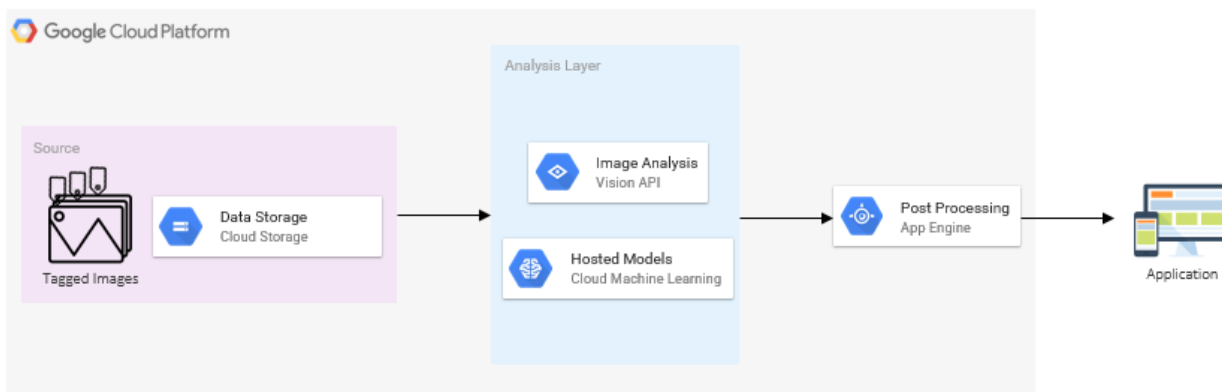 Google Cloud Platform
Analysis Layer
Source
Image Analysis
Vision API
Data Storage
Cloud Storage
Post Processing
App Engine
Hosted Models
Cloud Machine Learning
Tagged Images
Application